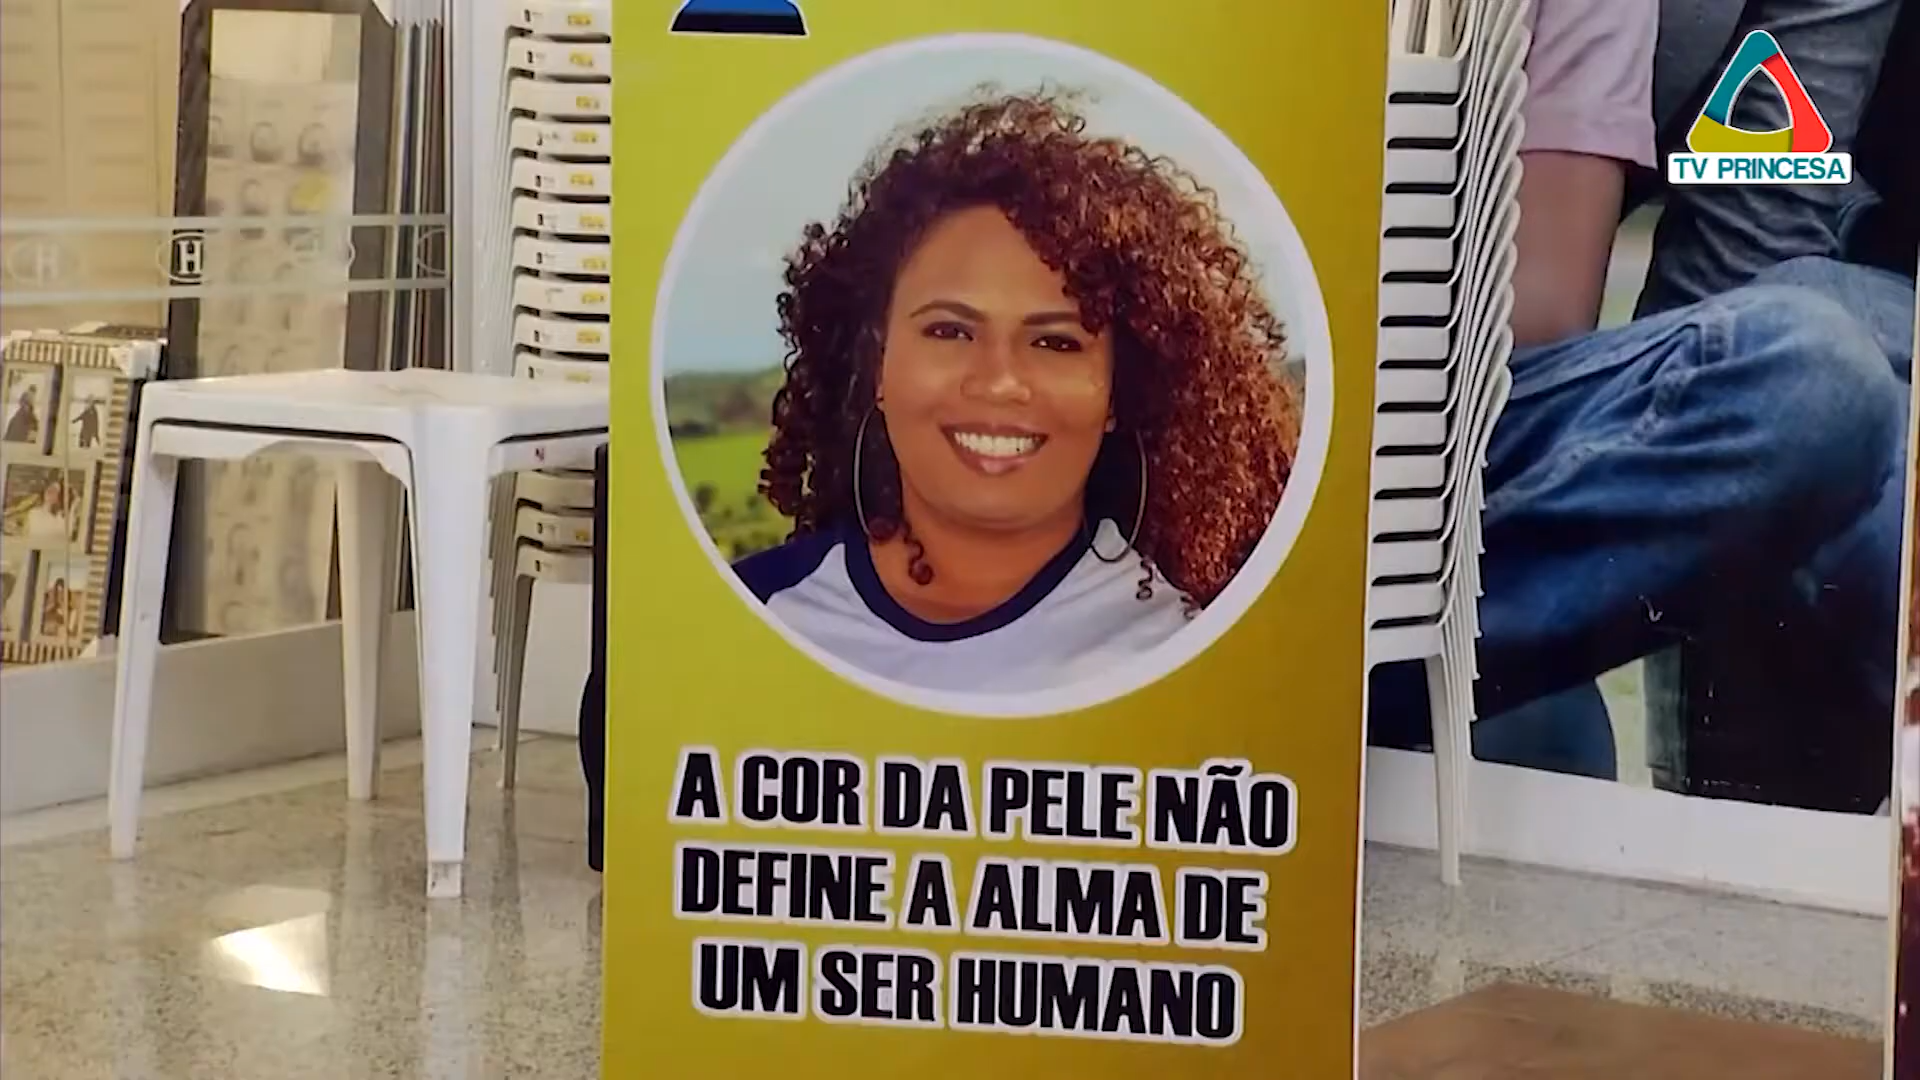 TV PRINCESA
H
H
A COR DA PELE NÃO
DEFINE A ALMA DE
UM SER HUMANO